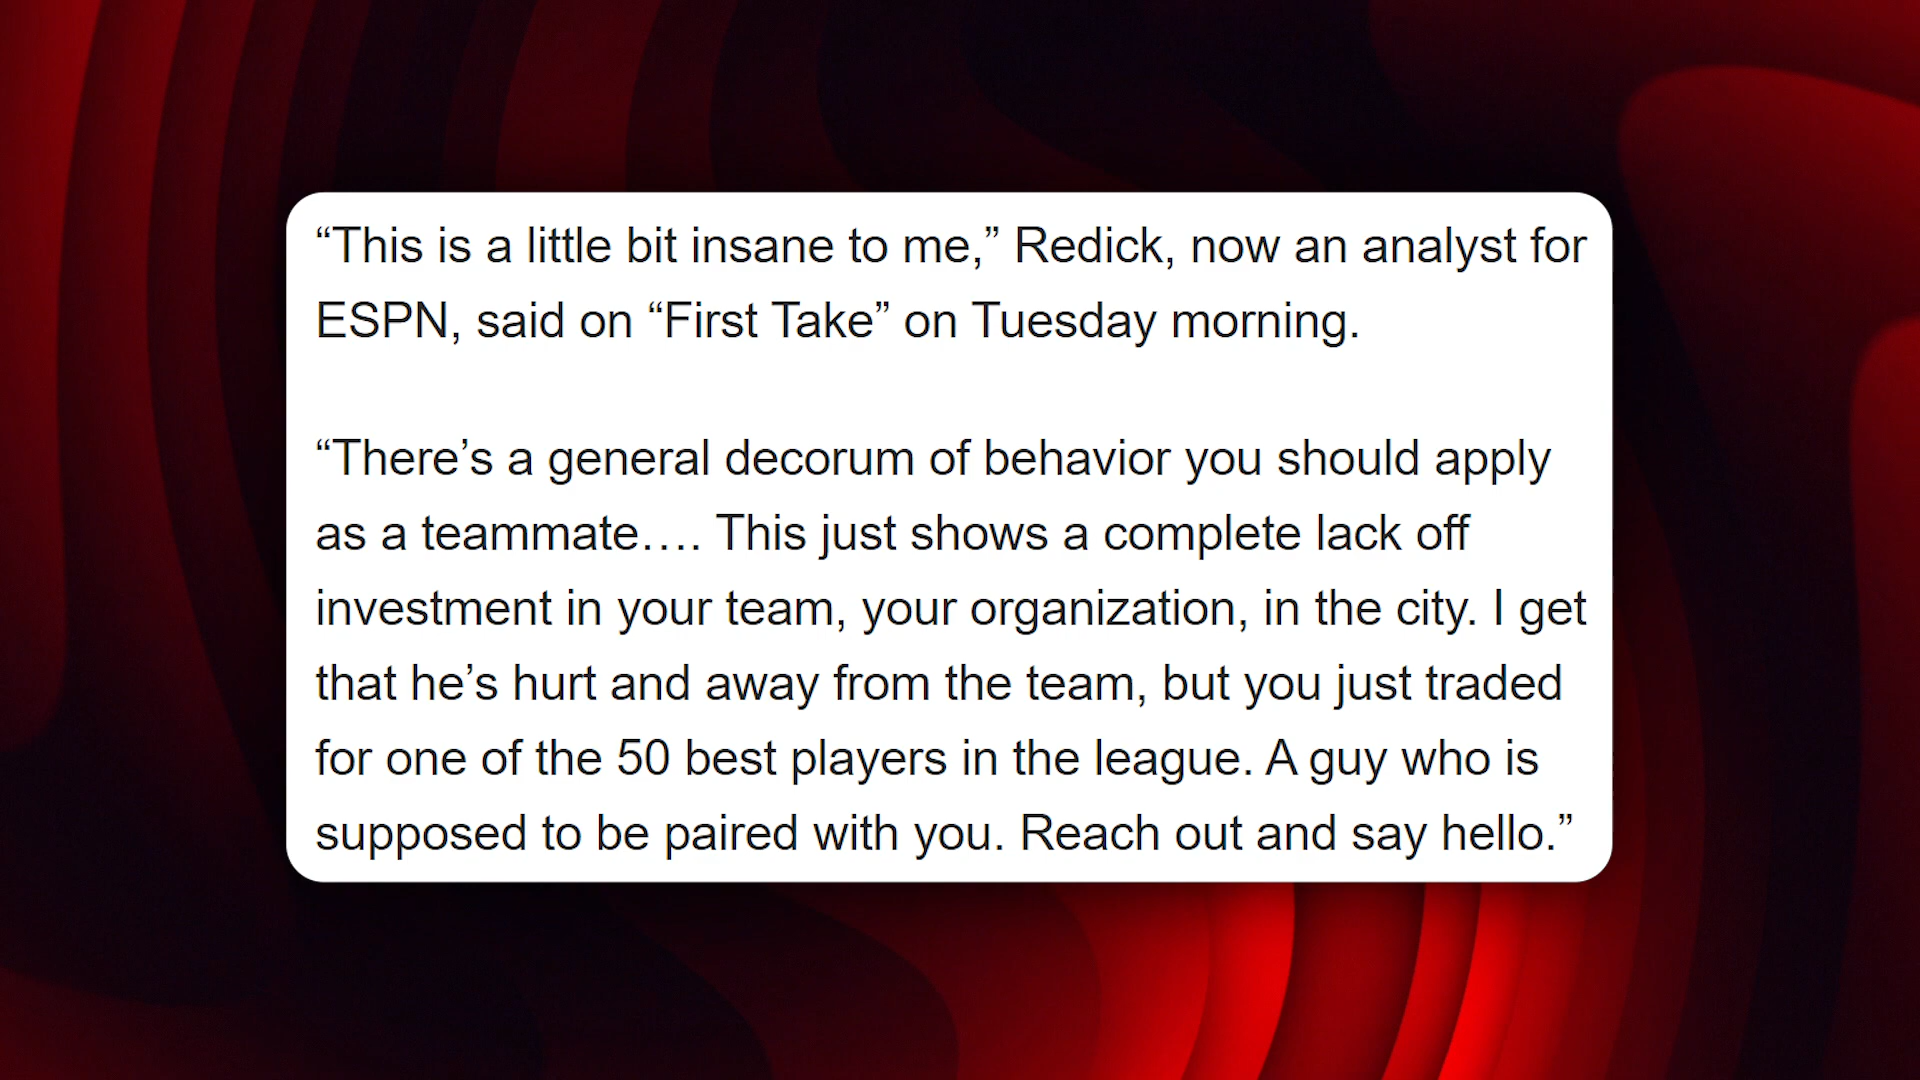 “This is a little bit insane to me,” Redick, now an analyst for
ESPN, said on “First Take” on Tuesday morning.
“There’s a general decorum of behavior you should apply
as a teammate…. This just shows a complete lack off
investment in your team, your organization, in the city. I get
that he’s hurt and away from the team, but you just traded
for one of the 50 best players in the league. A guy who is
supposed to be paired with you. Reach out and say hello.”